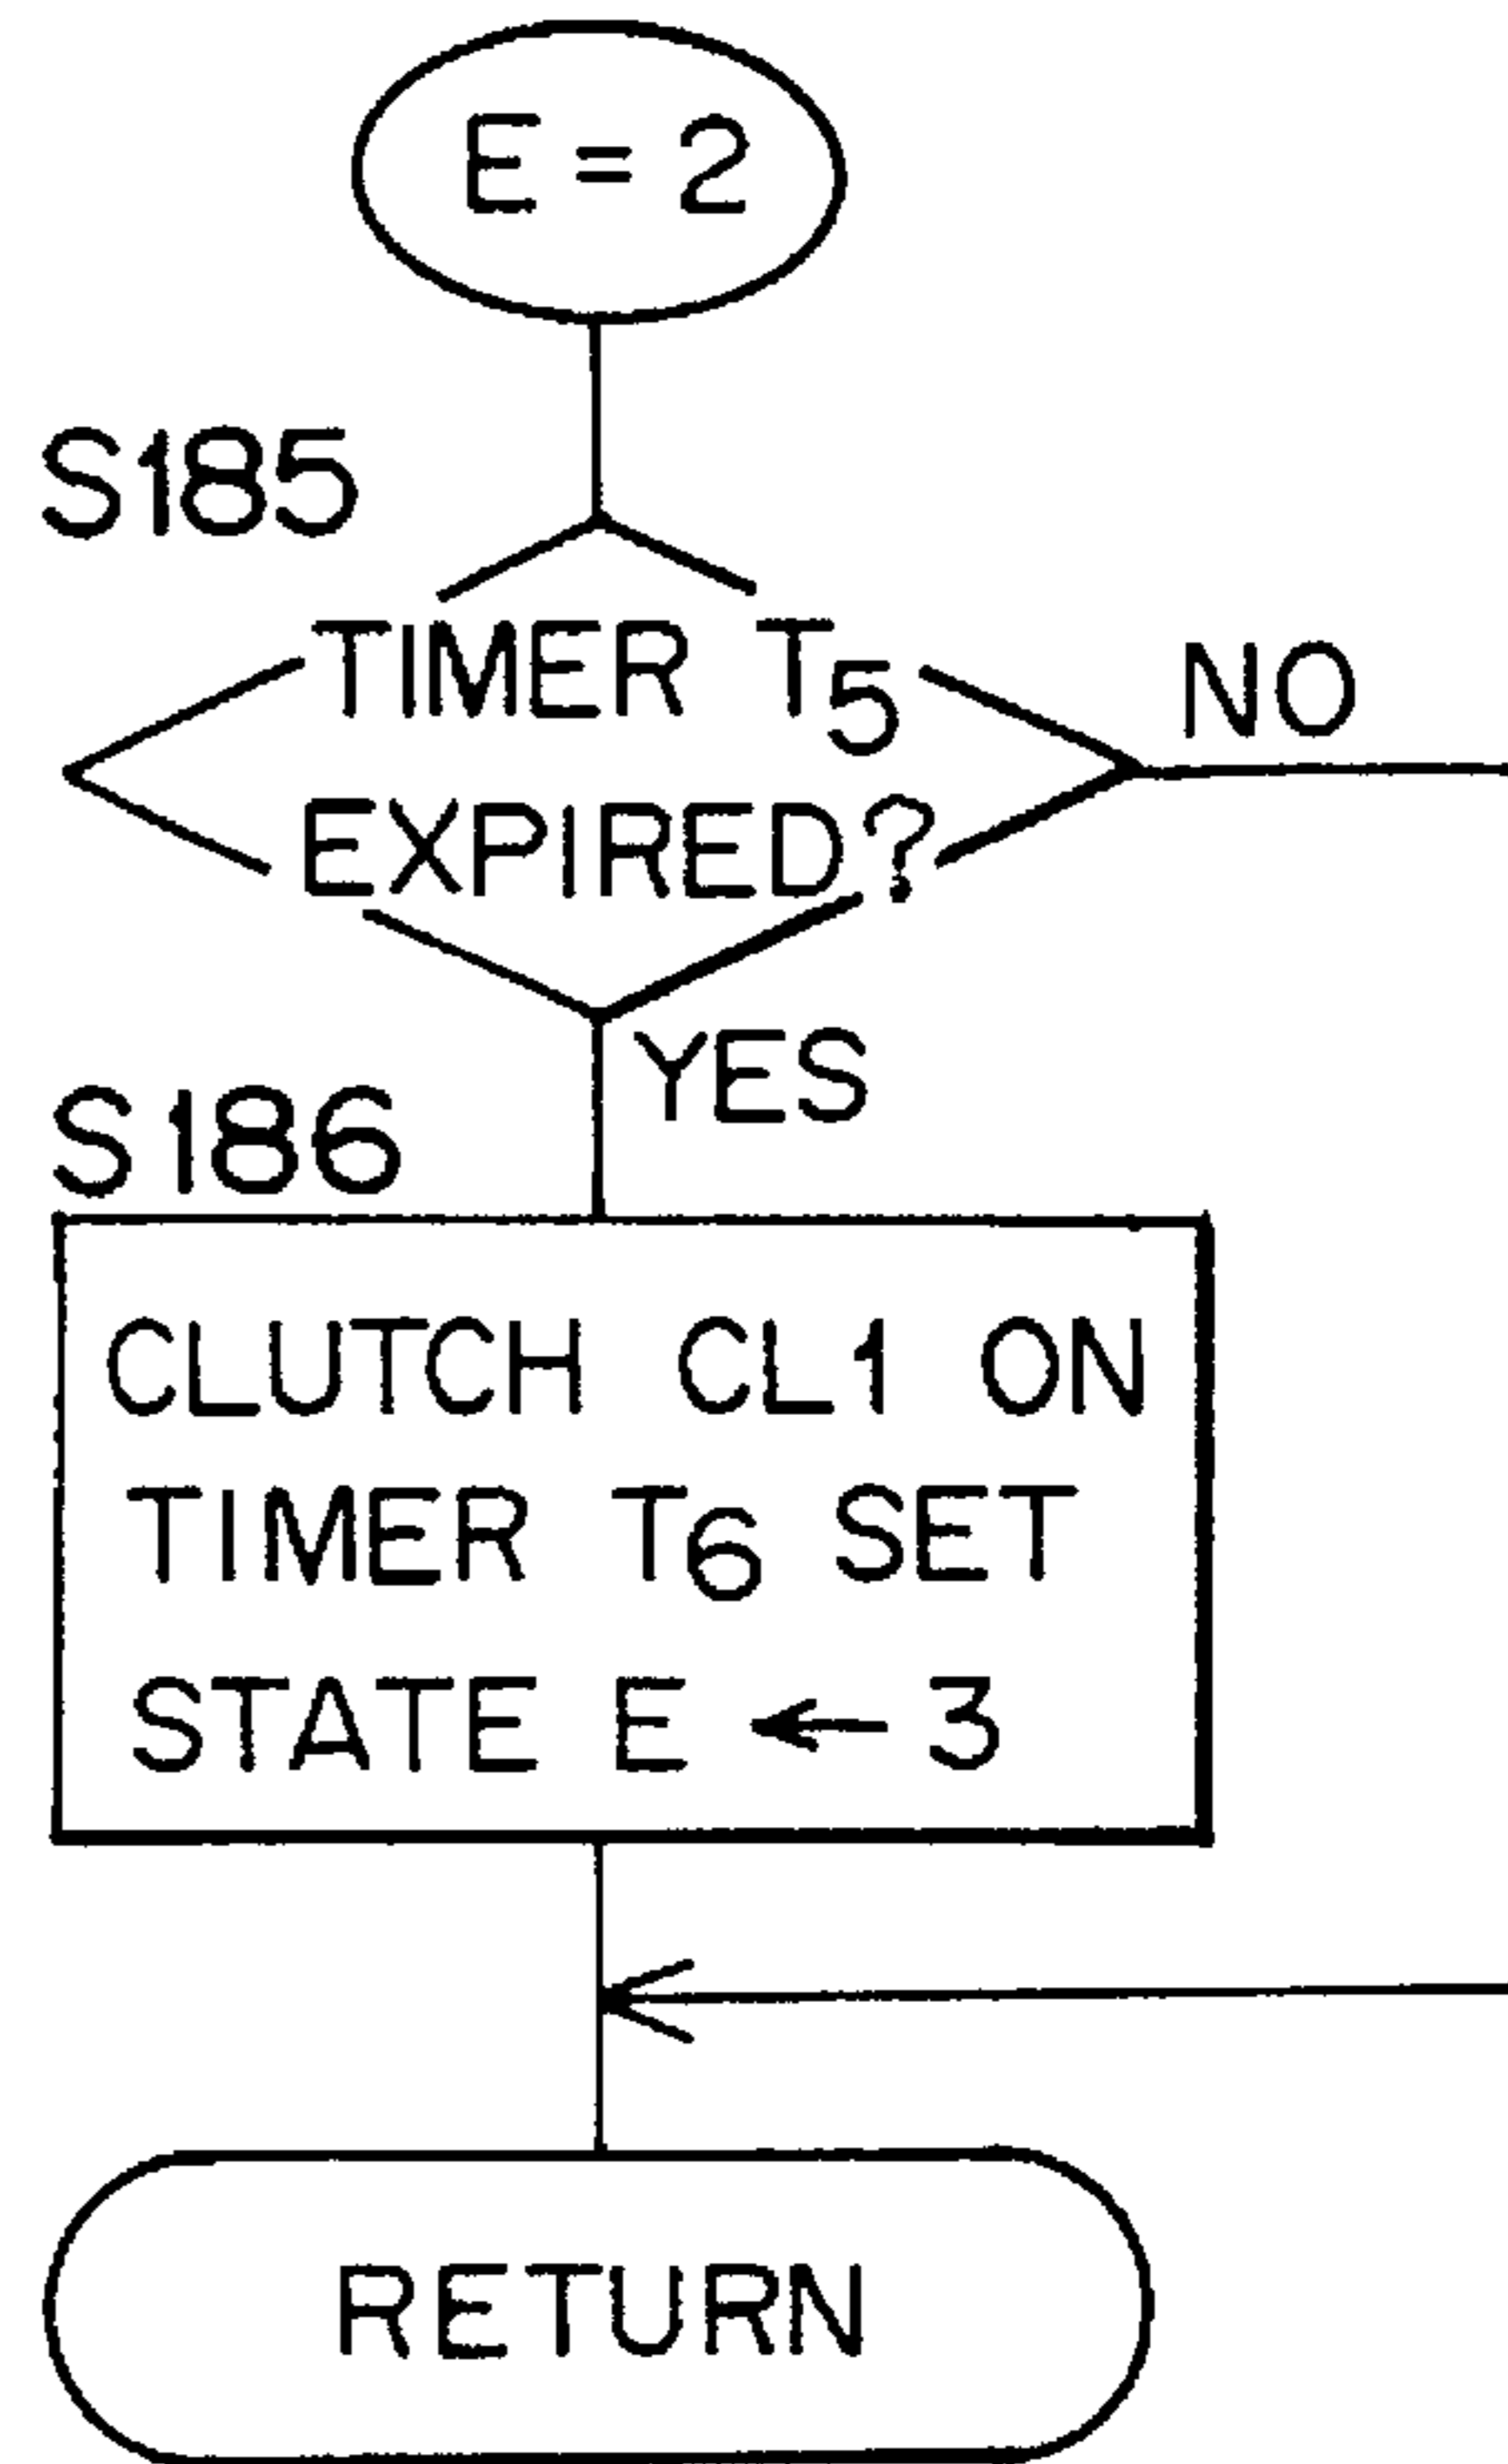 E = 2
S185
TIMER T5
NO
EXPIRED?
YES
S186
CLUTCH CL1 ON
TIMER T6 SET
STATE E ← 3
RETURN